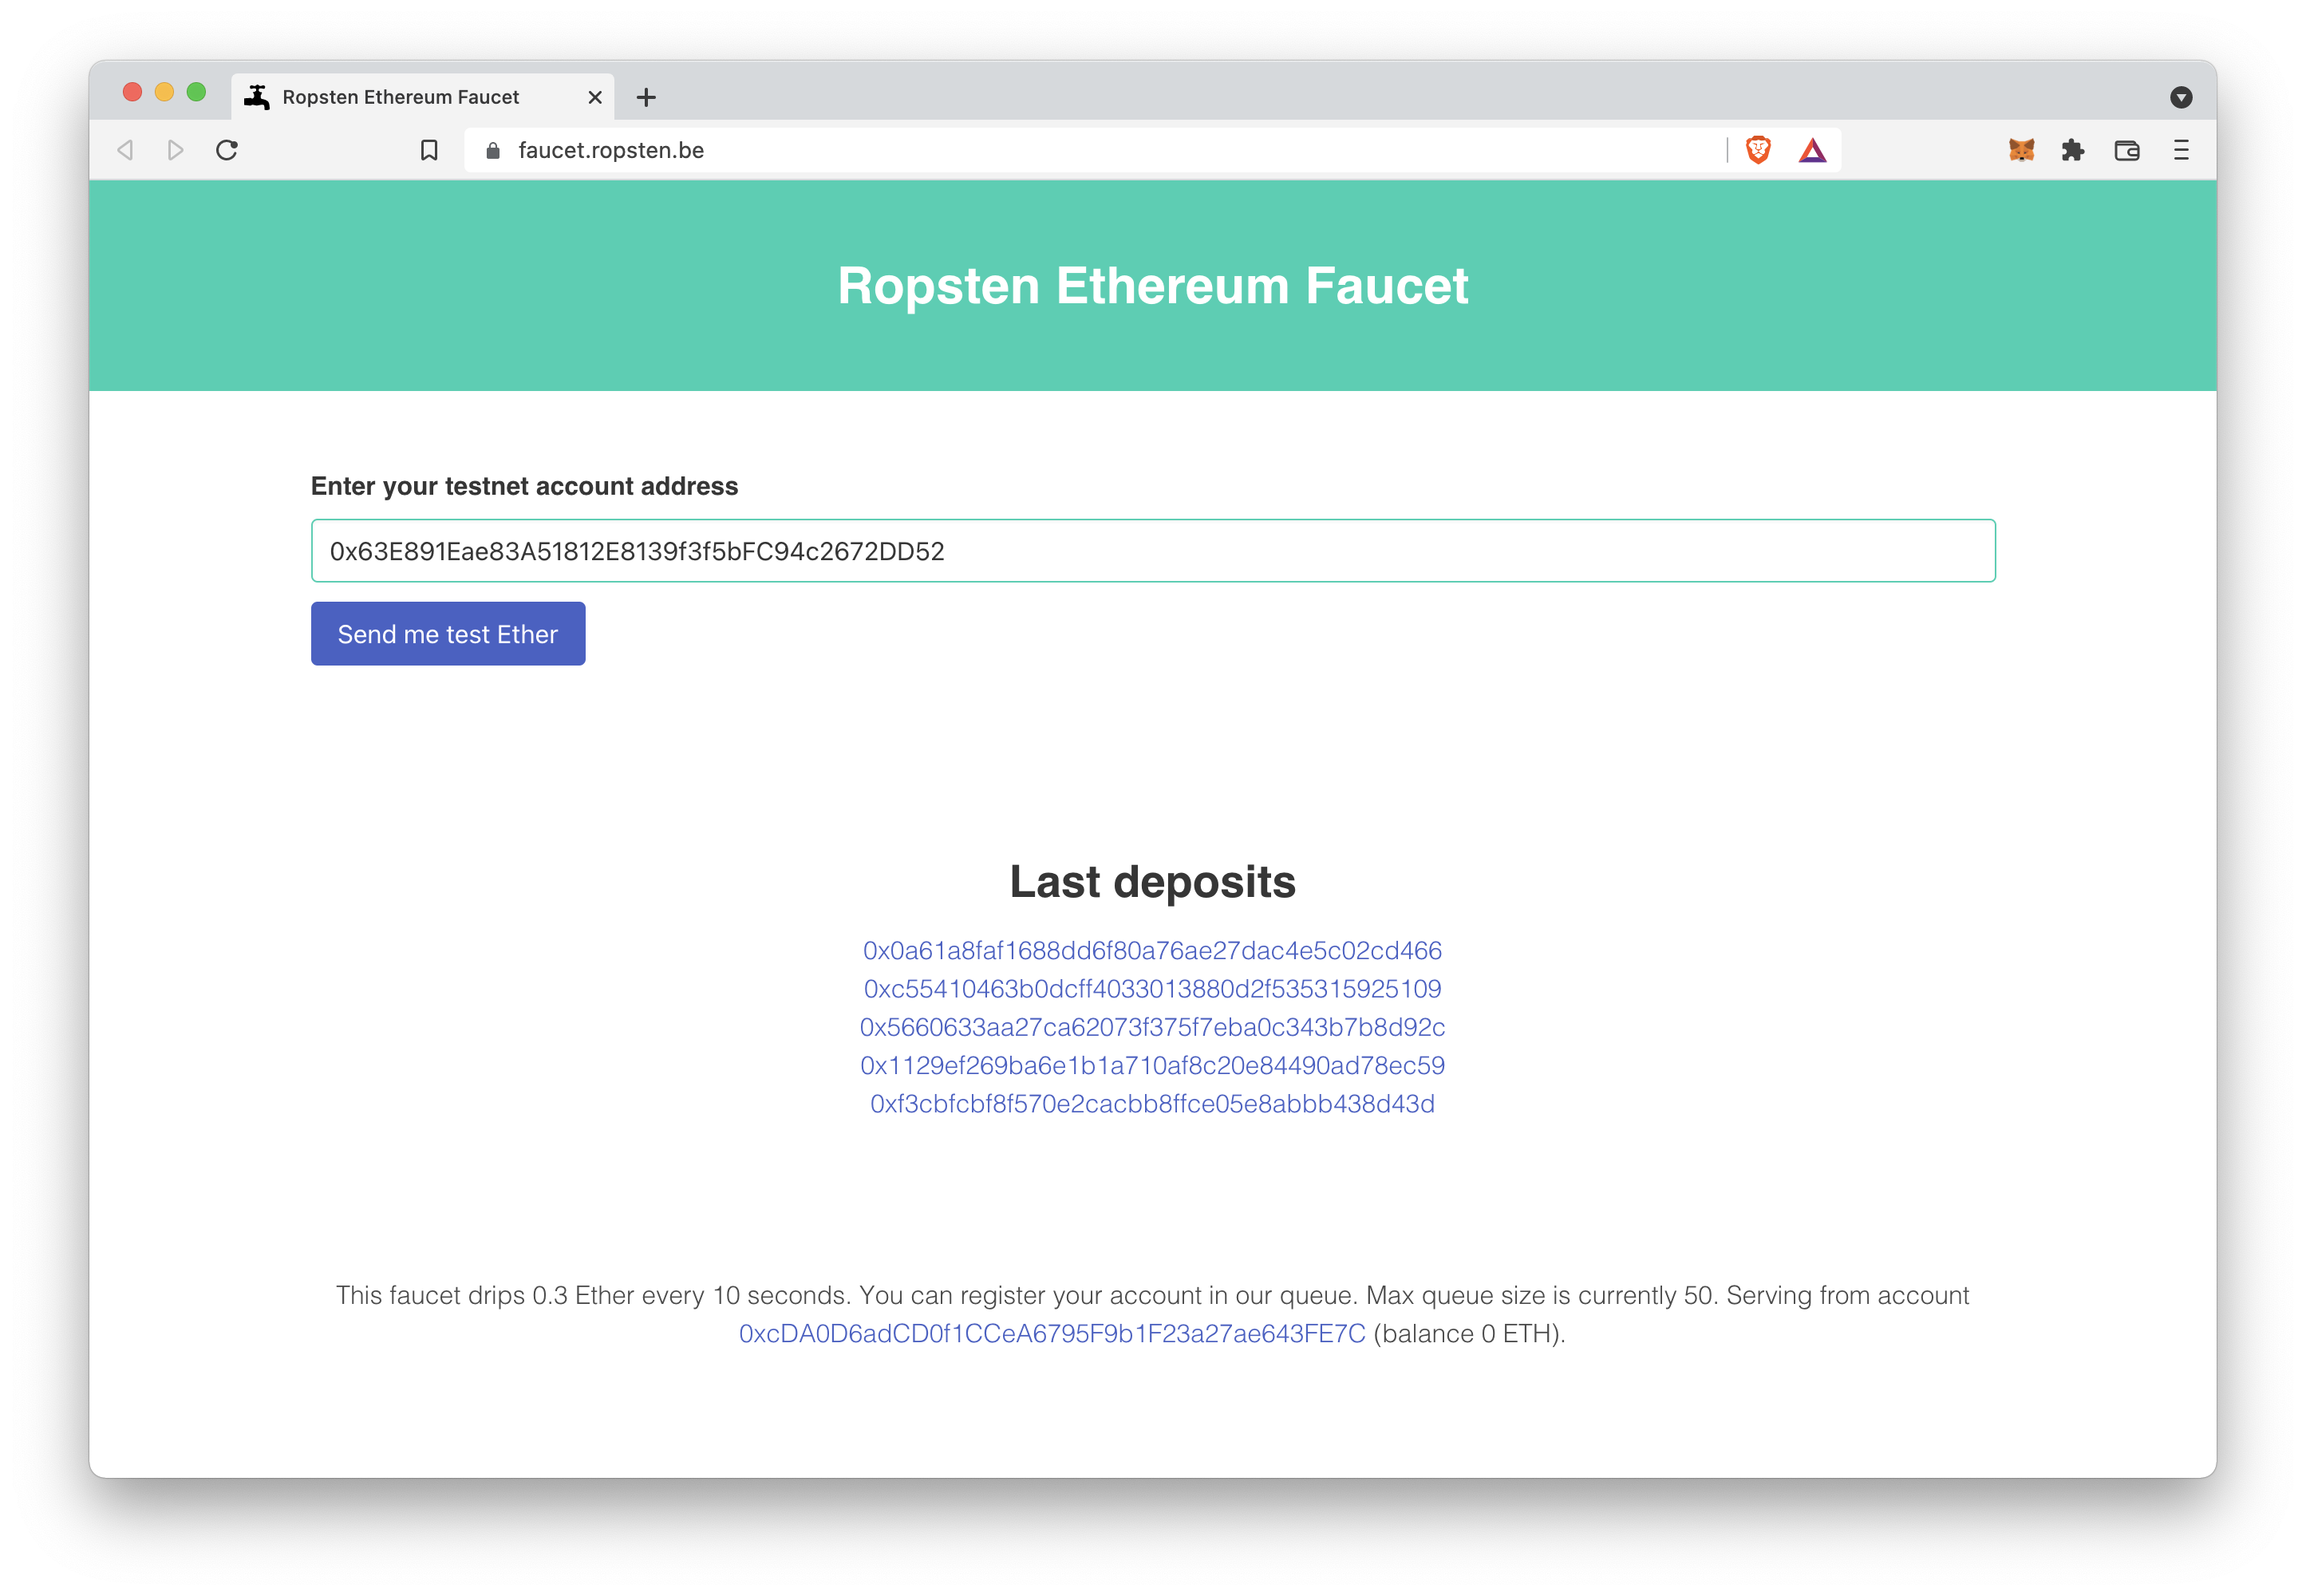 Ropsten Ethereum Faucet
faucet.ropsten.be
Ropsten Ethereum Faucet
Enter your testnet account address
0x63E891Eae83A51812E8139f3f5bFC94c2672DD52
Send me test Ether
Last deposits
0x0a61a8faf1688dd6f80a76ae27dac4e5c02cd466
0xc55410463b0dcff4033013880d2f535315925109
0x5660633aa27ca62073f375f7eba0c343b7b8d92c
0x1129ef269ba6e1b1a710af8c20e84490ad78ec59
0xf3cbfcbf8f570e2cacbb8ffce05e8abbb438d43d
This faucet drips 0.3 Ether every 10 seconds. You can register your account in our queue. Max queue size is currently 50. Serving from account
0xcDA0D6adCD0f1CCeA6795F9b1F23a27ae643FE7C (balance 0 ETH).